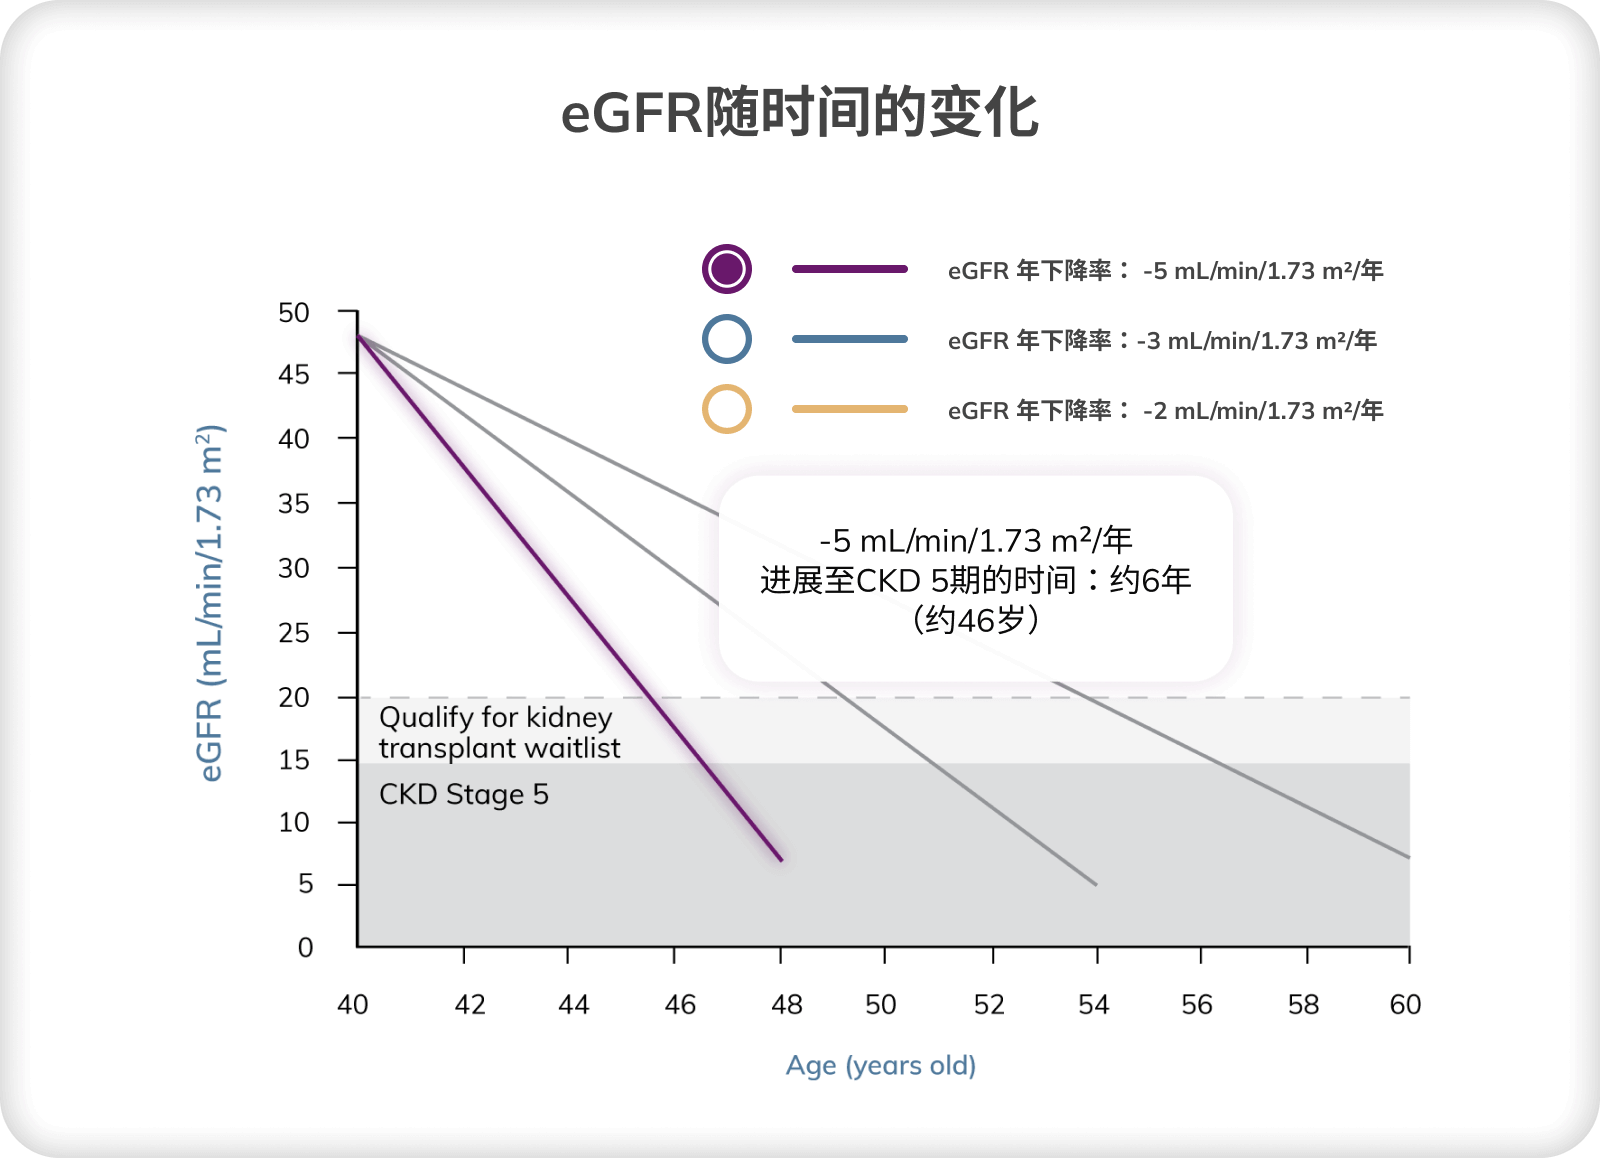 eGFR随时间的变化
eGFR 年下降率： -5 mL/min/1.73 m²/年
eGFR 年下降率：-3 mL/min/1.73 m²/年
eGFR 年下降率： -2 mL/min/1.73 m²/年
-5 mL/min/1.73 m²/年
进展至CKD 5期的时间：约6年
（约46岁）
eGFR (mL/min/1.73 m²)
50
45
40
35
30
25
20
15
10
5
0
Qualify for kidney
transplant waitlist
CKD Stage 5
40 42 44 46 48 50 52 54 56 58 60
Age (years old)